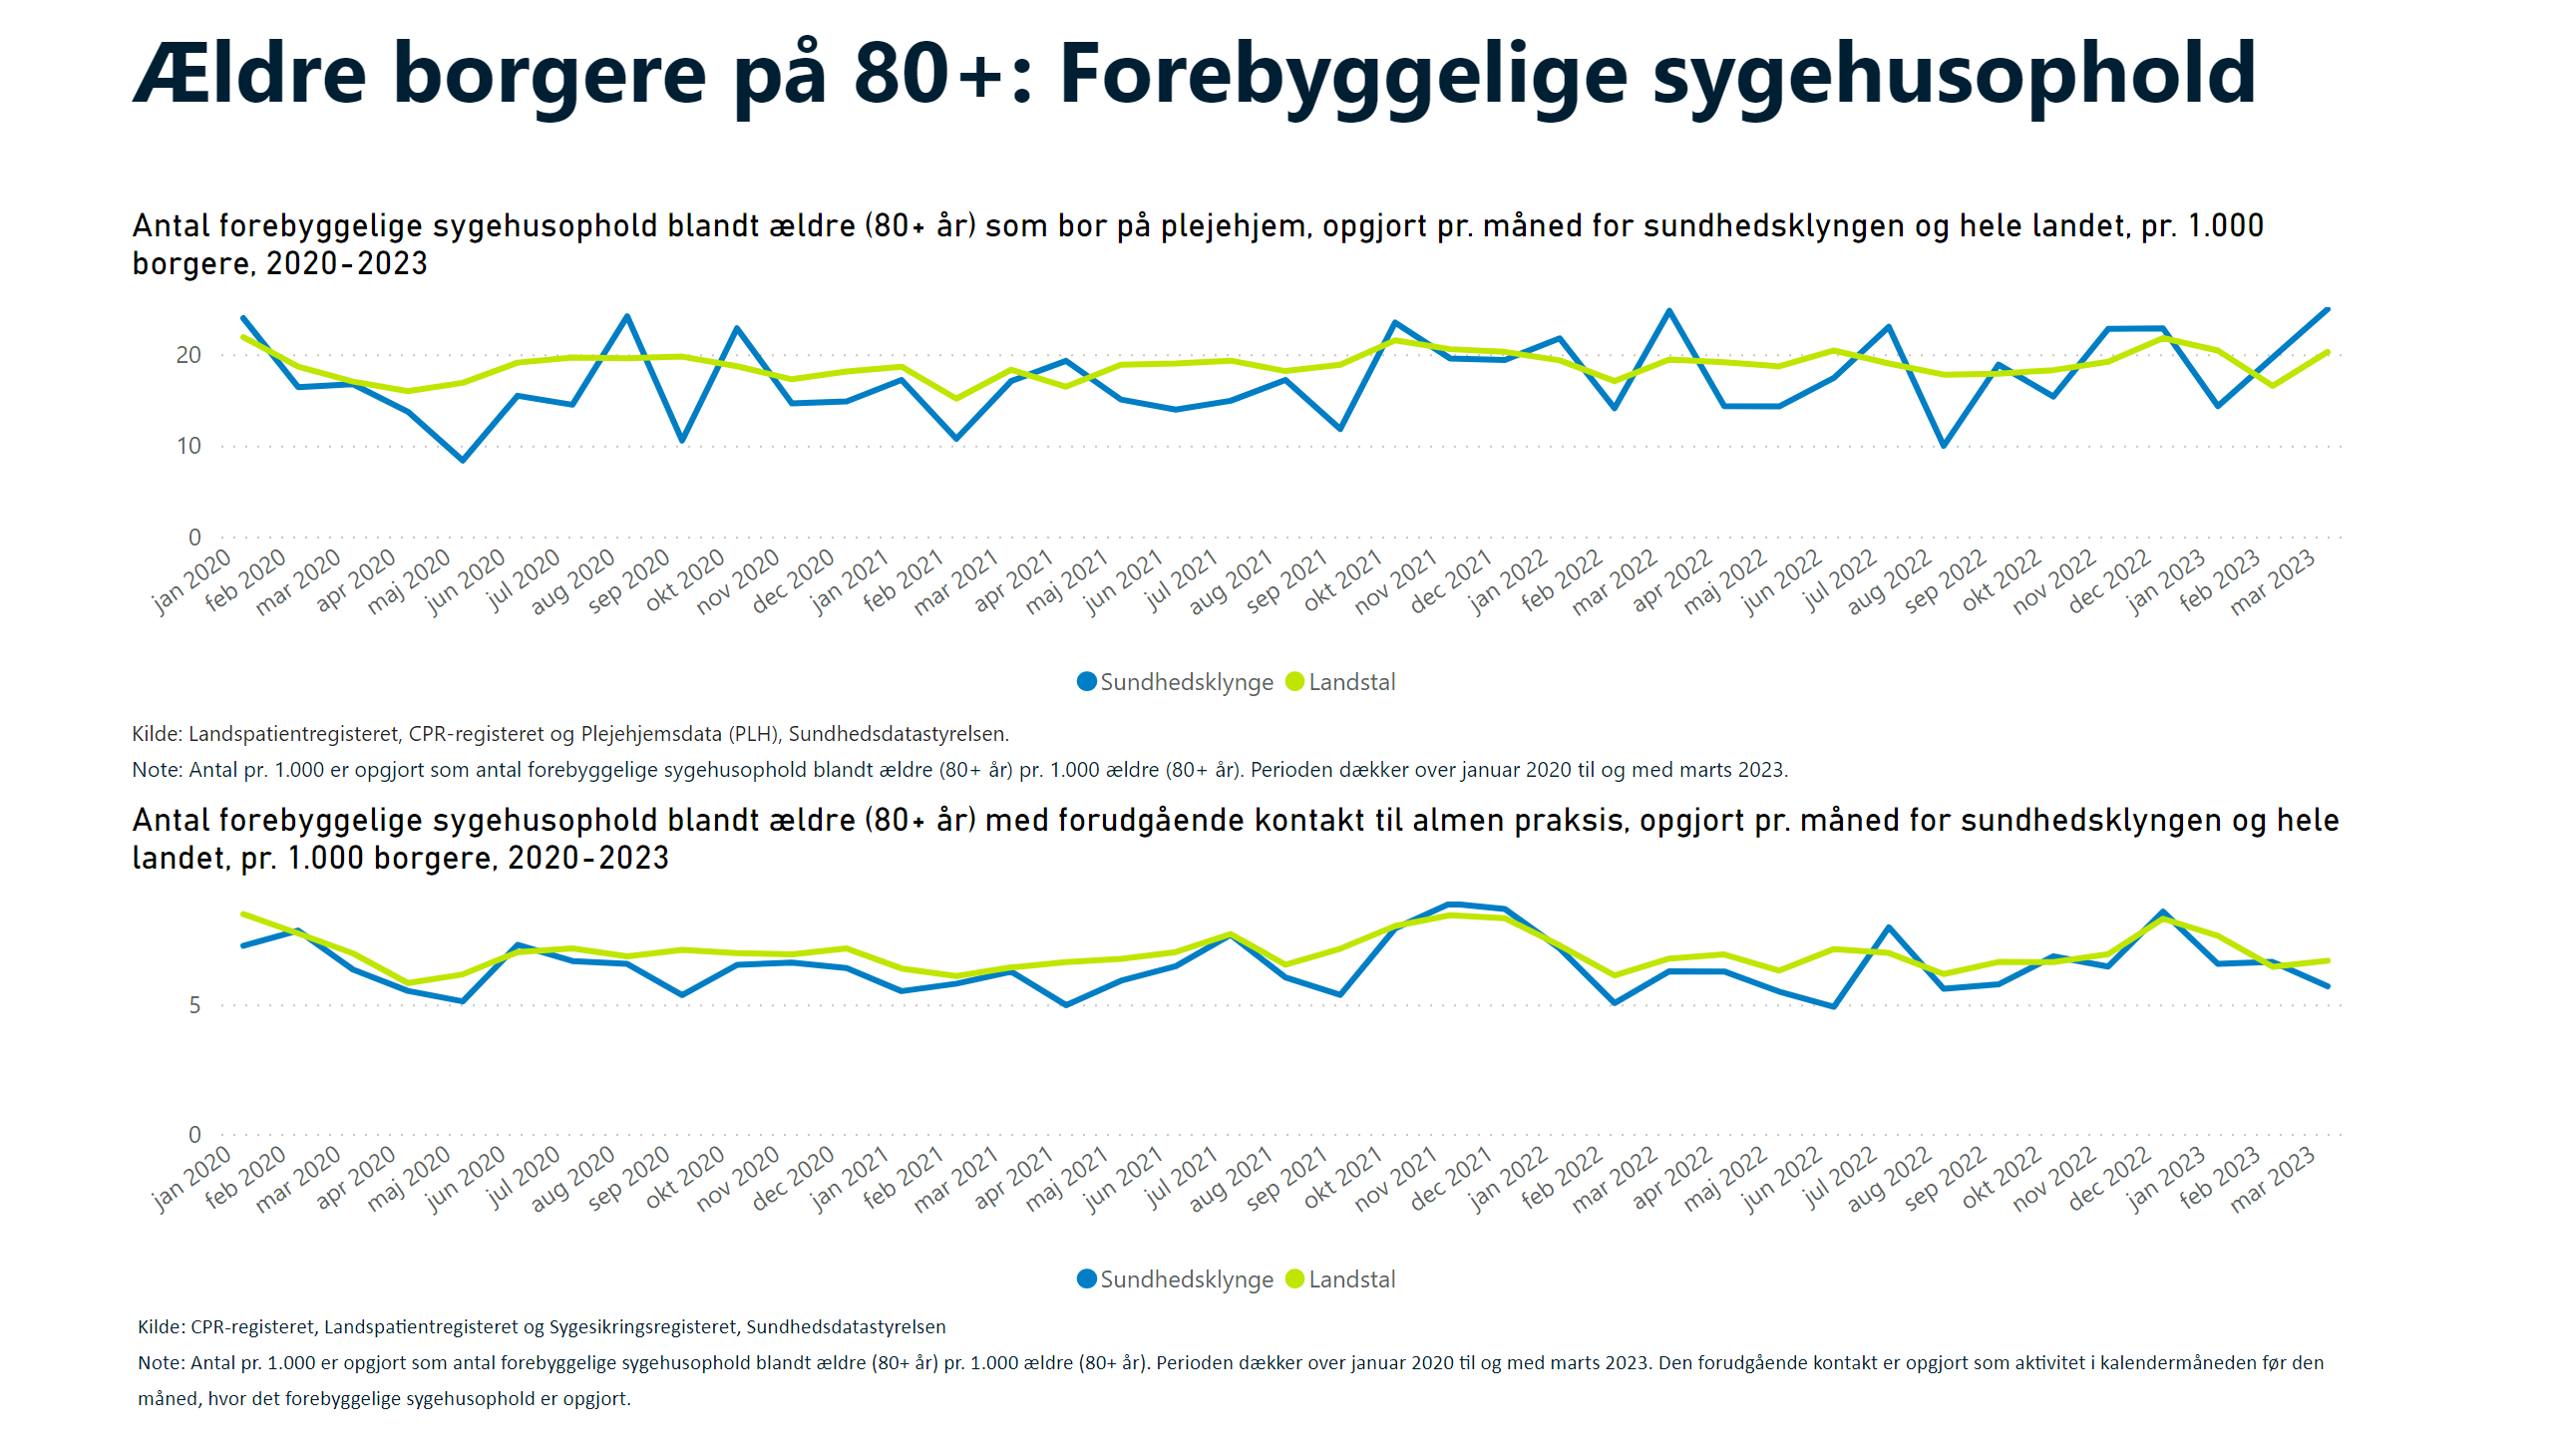 Ældre borgere på 80+: Forebyggelige sygehusophold
Antal forebyggelige sygehusophold blandt ældre (80+ år) som bor på plejehjem, opgjort pr. måned for sundhedsklyngen og hele landet, pr. 1.000
borgere, 2020-2023
20
10
0
jan 2020 feb 2020 mar 2020 apr 2020 maj 2020 jun 2020 jul 2020 aug 2020 sep 2020 okt 2020 nov 2020 dec 2020 jan 2021 feb 2021 mar 2021 apr 2021 maj 2021 jun 2021 jul 2021 aug 2021 sep 2021 okt 2021 nov 2021 dec 2021 jan 2022 feb 2022 mar 2022 apr 2022 maj 2022 jun 2022 jul 2022 aug 2022 sep 2022 okt 2022 nov 2022 dec 2022 jan 2023 feb 2023 mar 2023
Sundhedsklynge Landstal
Kilde: Landspatientregisteret, CPR-registeret og Plejehjemsdata (PLH), Sundhedsdatastyrelsen.
Note: Antal pr. 1.000 er opgjort som antal forebyggelige sygehusophold blandt ældre (80+ år) pr. 1.000 ældre (80+ år). Perioden dækker over januar 2020 til og med marts 2023.
Antal forebyggelige sygehusophold blandt ældre (80+ år) med forudgående kontakt til almen praksis, opgjort pr. måned for sundhedsklyngen og hele
landet, pr. 1.000 borgere, 2020-2023
5
0
jan 2020 feb 2020 mar 2020 apr 2020 maj 2020 jun 2020 jul 2020 aug 2020 sep 2020 okt 2020 nov 2020 dec 2020 jan 2021 feb 2021 mar 2021 apr 2021 maj 2021 jun 2021 jul 2021 aug 2021 sep 2021 okt 2021 nov 2021 dec 2021 jan 2022 feb 2022 mar 2022 apr 2022 maj 2022 jun 2022 jul 2022 aug 2022 sep 2022 okt 2022 nov 2022 dec 2022 jan 2023 feb 2023 mar 2023
Sundhedsklynge Landstal
Kilde: CPR-registeret, Landspatientregisteret og Sygesikringsregisteret, Sundhedsdatastyrelsen
Note: Antal pr. 1.000 er opgjort som antal forebyggelige sygehusophold blandt ældre (80+ år) pr. 1.000 ældre (80+ år). Perioden dækker over januar 2020 til og med marts 2023. Den forudgående kontakt er opgjort som aktivitet i kalendermåneden før den
måned, hvor det forebyggelige sygehusophold er opgjort.